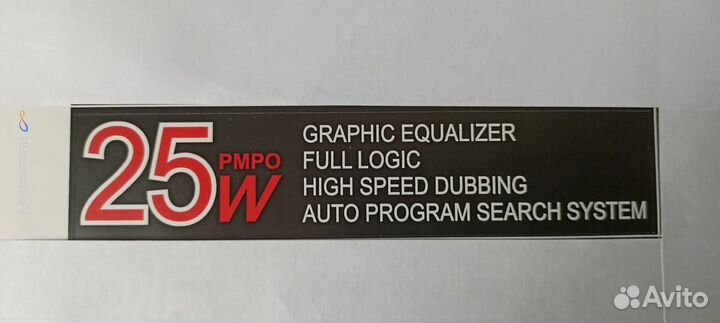 25 PMPO W
GRAPHIC EQUALIZER
FULL LOGIC
HIGH SPEED DUBBING
AUTO PROGRAM SEARCH SYSTEM
Avito